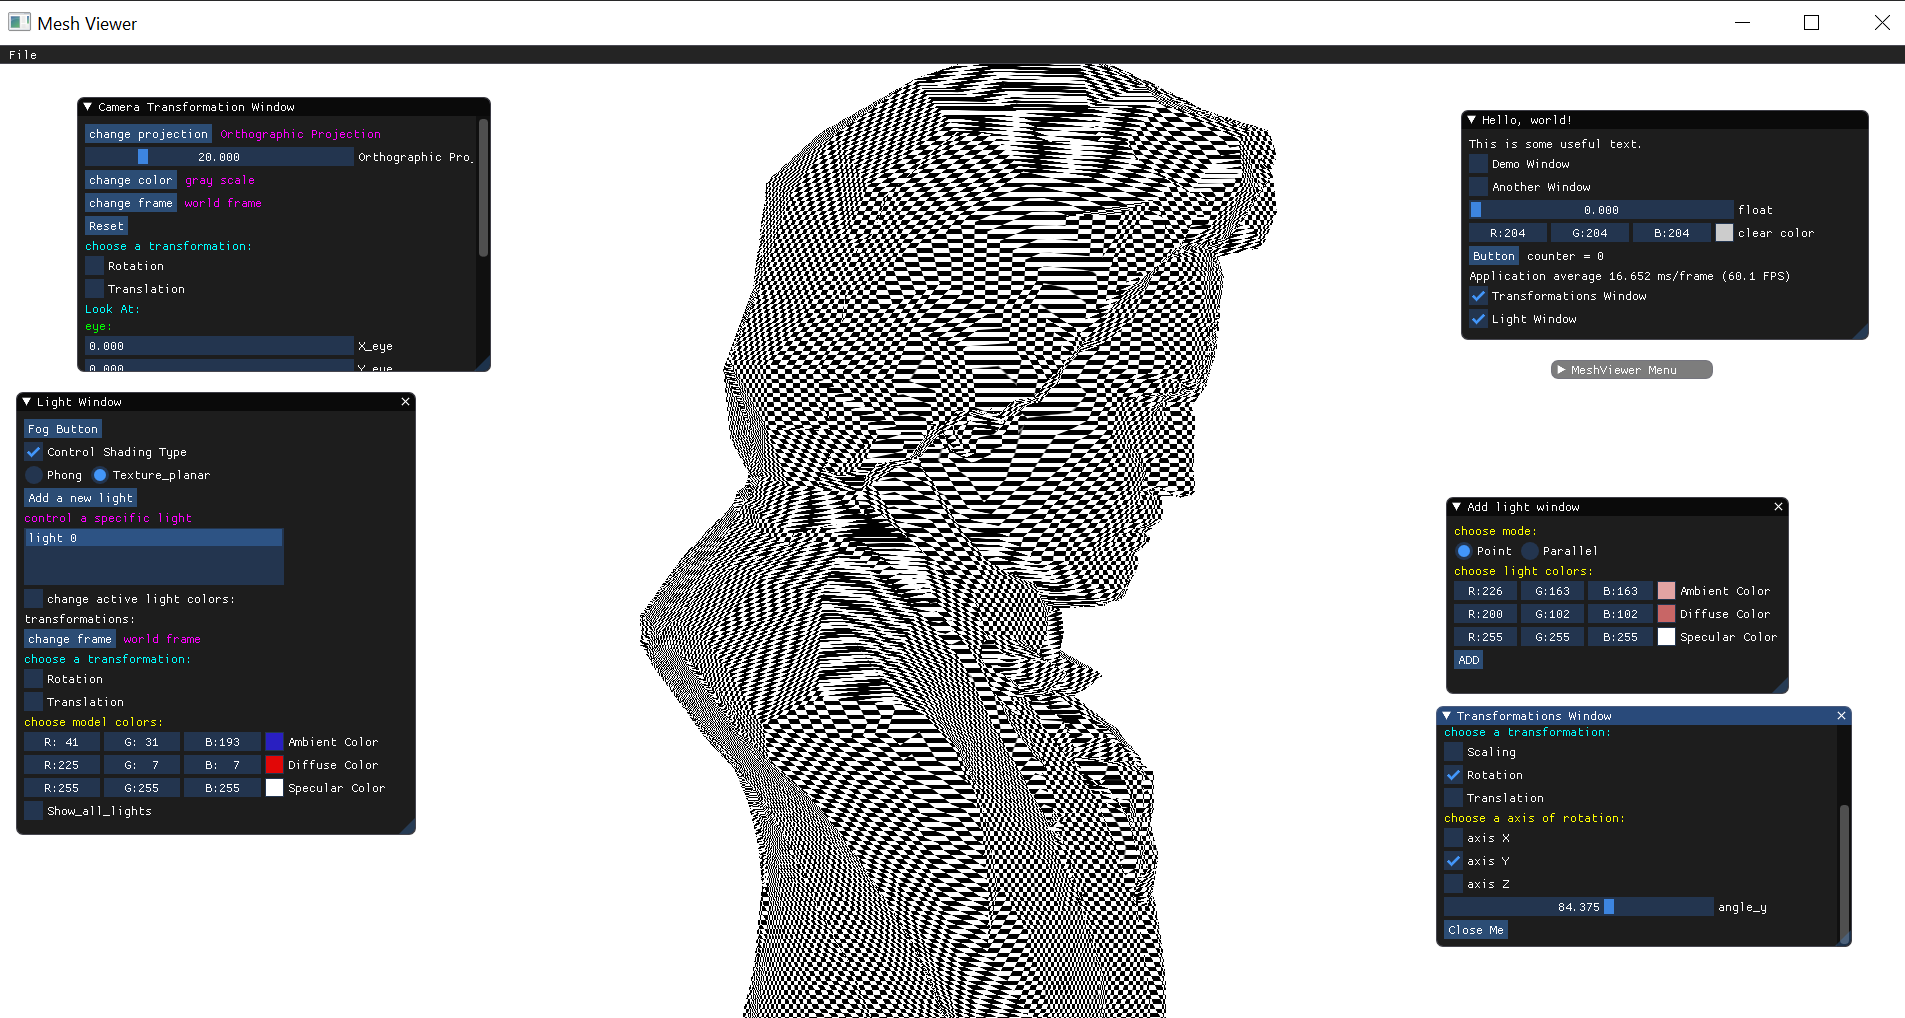 Mesh Viewer
File
Camera Transformation Window
change projection Orthographic Projection
20.000 Orthographic Pro
change color gray scale
change frame world frame
Reset
choose a transformation:
Rotation
Translation
Look At:
eye:
0.000 X_eye
0.000 Y_eye
Light Window
Fog Button
Control Shading Type
Phong Texture_planar
Add a new light
control a specific light
light 0
change active light colors:
transformations:
change frame world frame
choose a transformation:
Rotation
Translation
choose model colors:
R: 41 G: 31 B:193 Ambient Color
R:225 G: 7 B: 7 Diffuse Color
R:255 G:255 B:255 Specular Color
Show_all_lights
Hello, world!
This is some useful text.
Demo Window
Another Window
0.000 float
R:204 G:204 B:204 clear color
Button counter = 0
Application average 16.652 ms/frame (60.1 FPS)
Transformations Window
Light Window
MeshViewer Menu
Add light window
choose mode:
Point Parallel
choose light colors:
R:226 G:163 B:163 Ambient Color
R:200 G:102 B:102 Diffuse Color
R:255 G:255 B:255 Specular Color
ADD
Transformations Window
choose a transformation:
Scaling
Rotation
Translation
choose a axis of rotation:
axis X
axis Y
axis Z
84.375 angle_y
Close Me